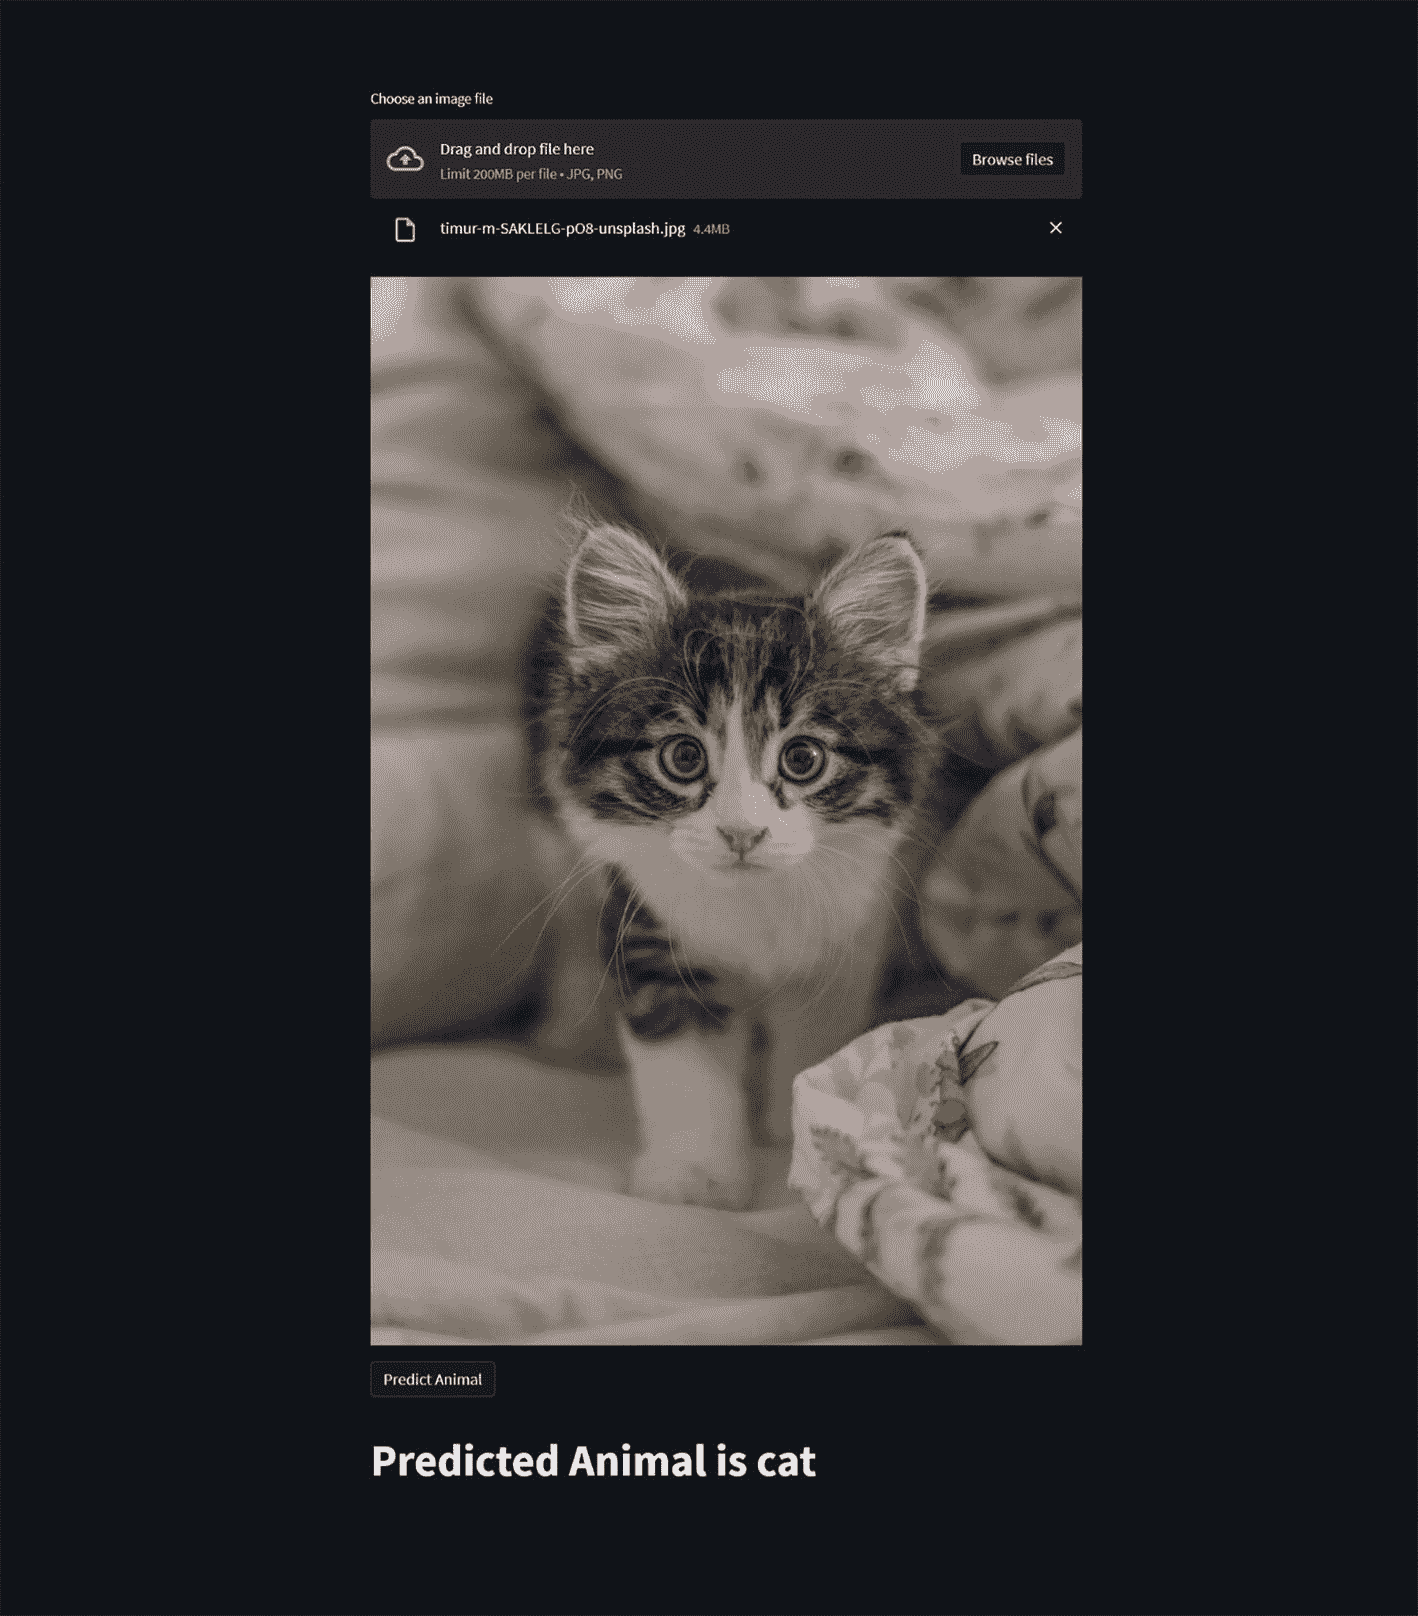 Choose an image file
Drag and drop file here
Limit 200MB per file • JPG, PNG
Browse files
timur-m-SAKLELG-pO8-unsplash.jpg 4.4MB
Predict Animal
Predicted Animal is cat